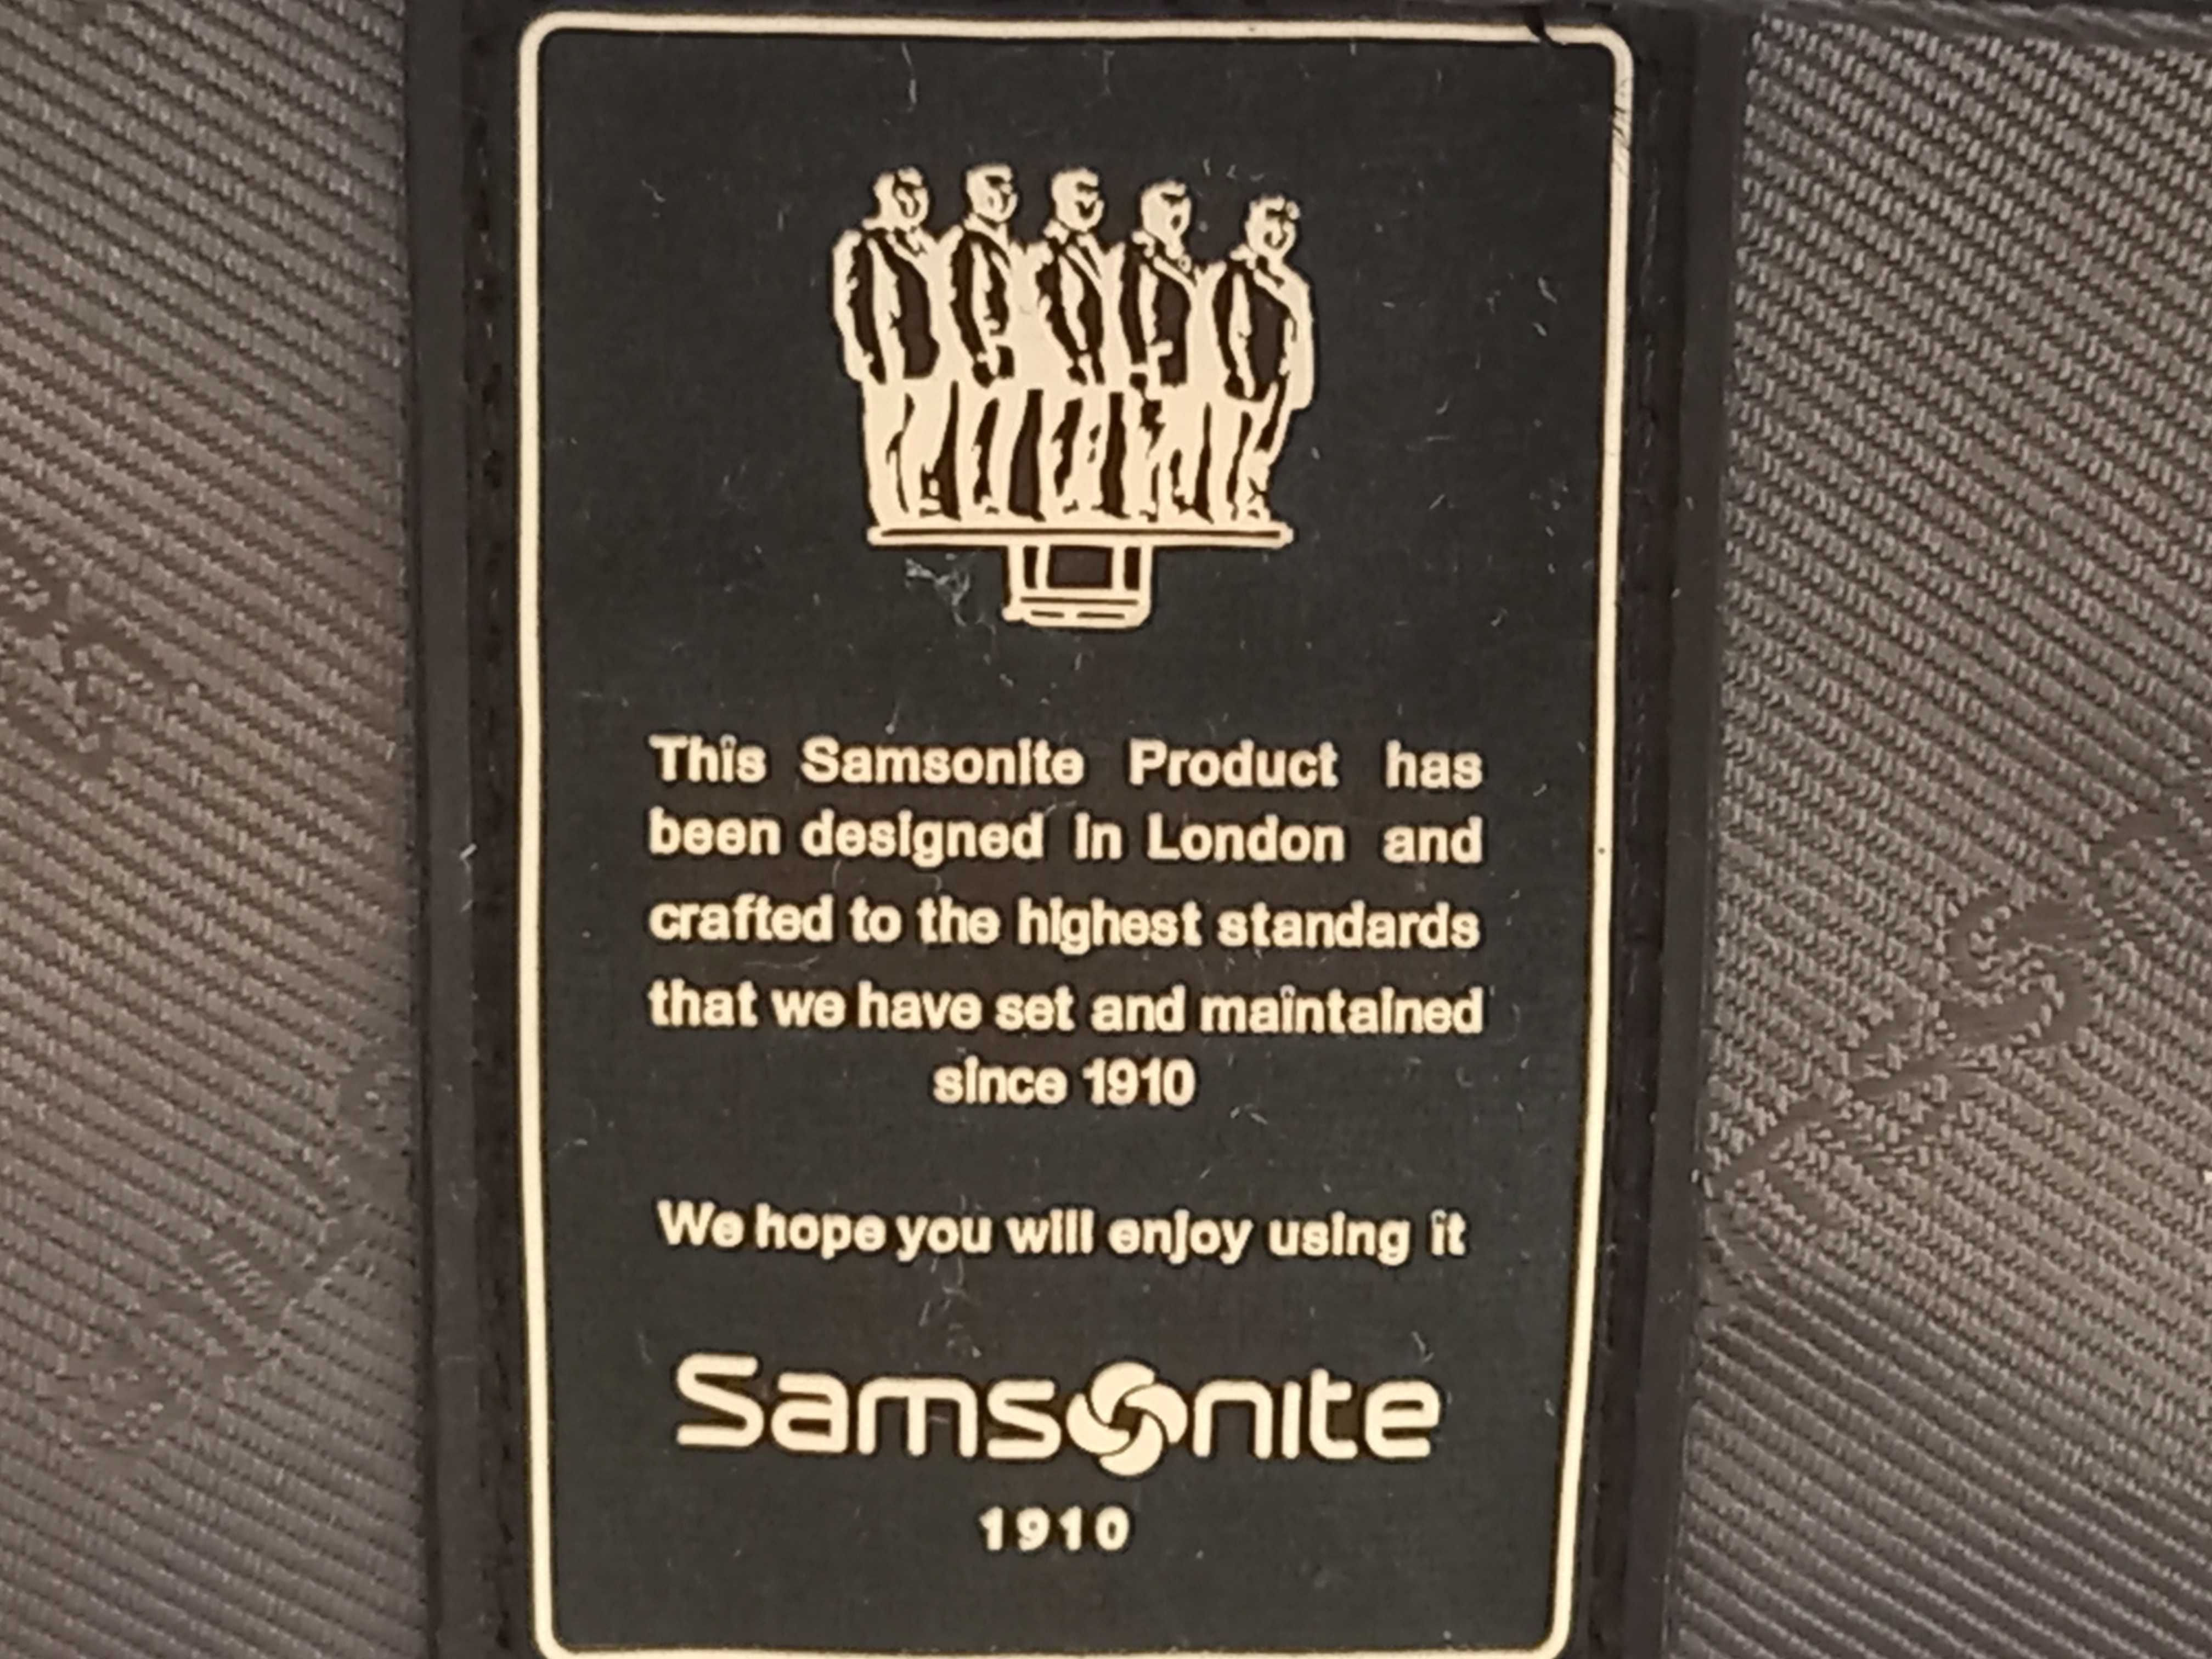 This Samsonite Product has
been designed in London and
crafted to the highest standards
that we have set and maintained
since 1910
We hope you will enjoy using it
Samsonite
1910